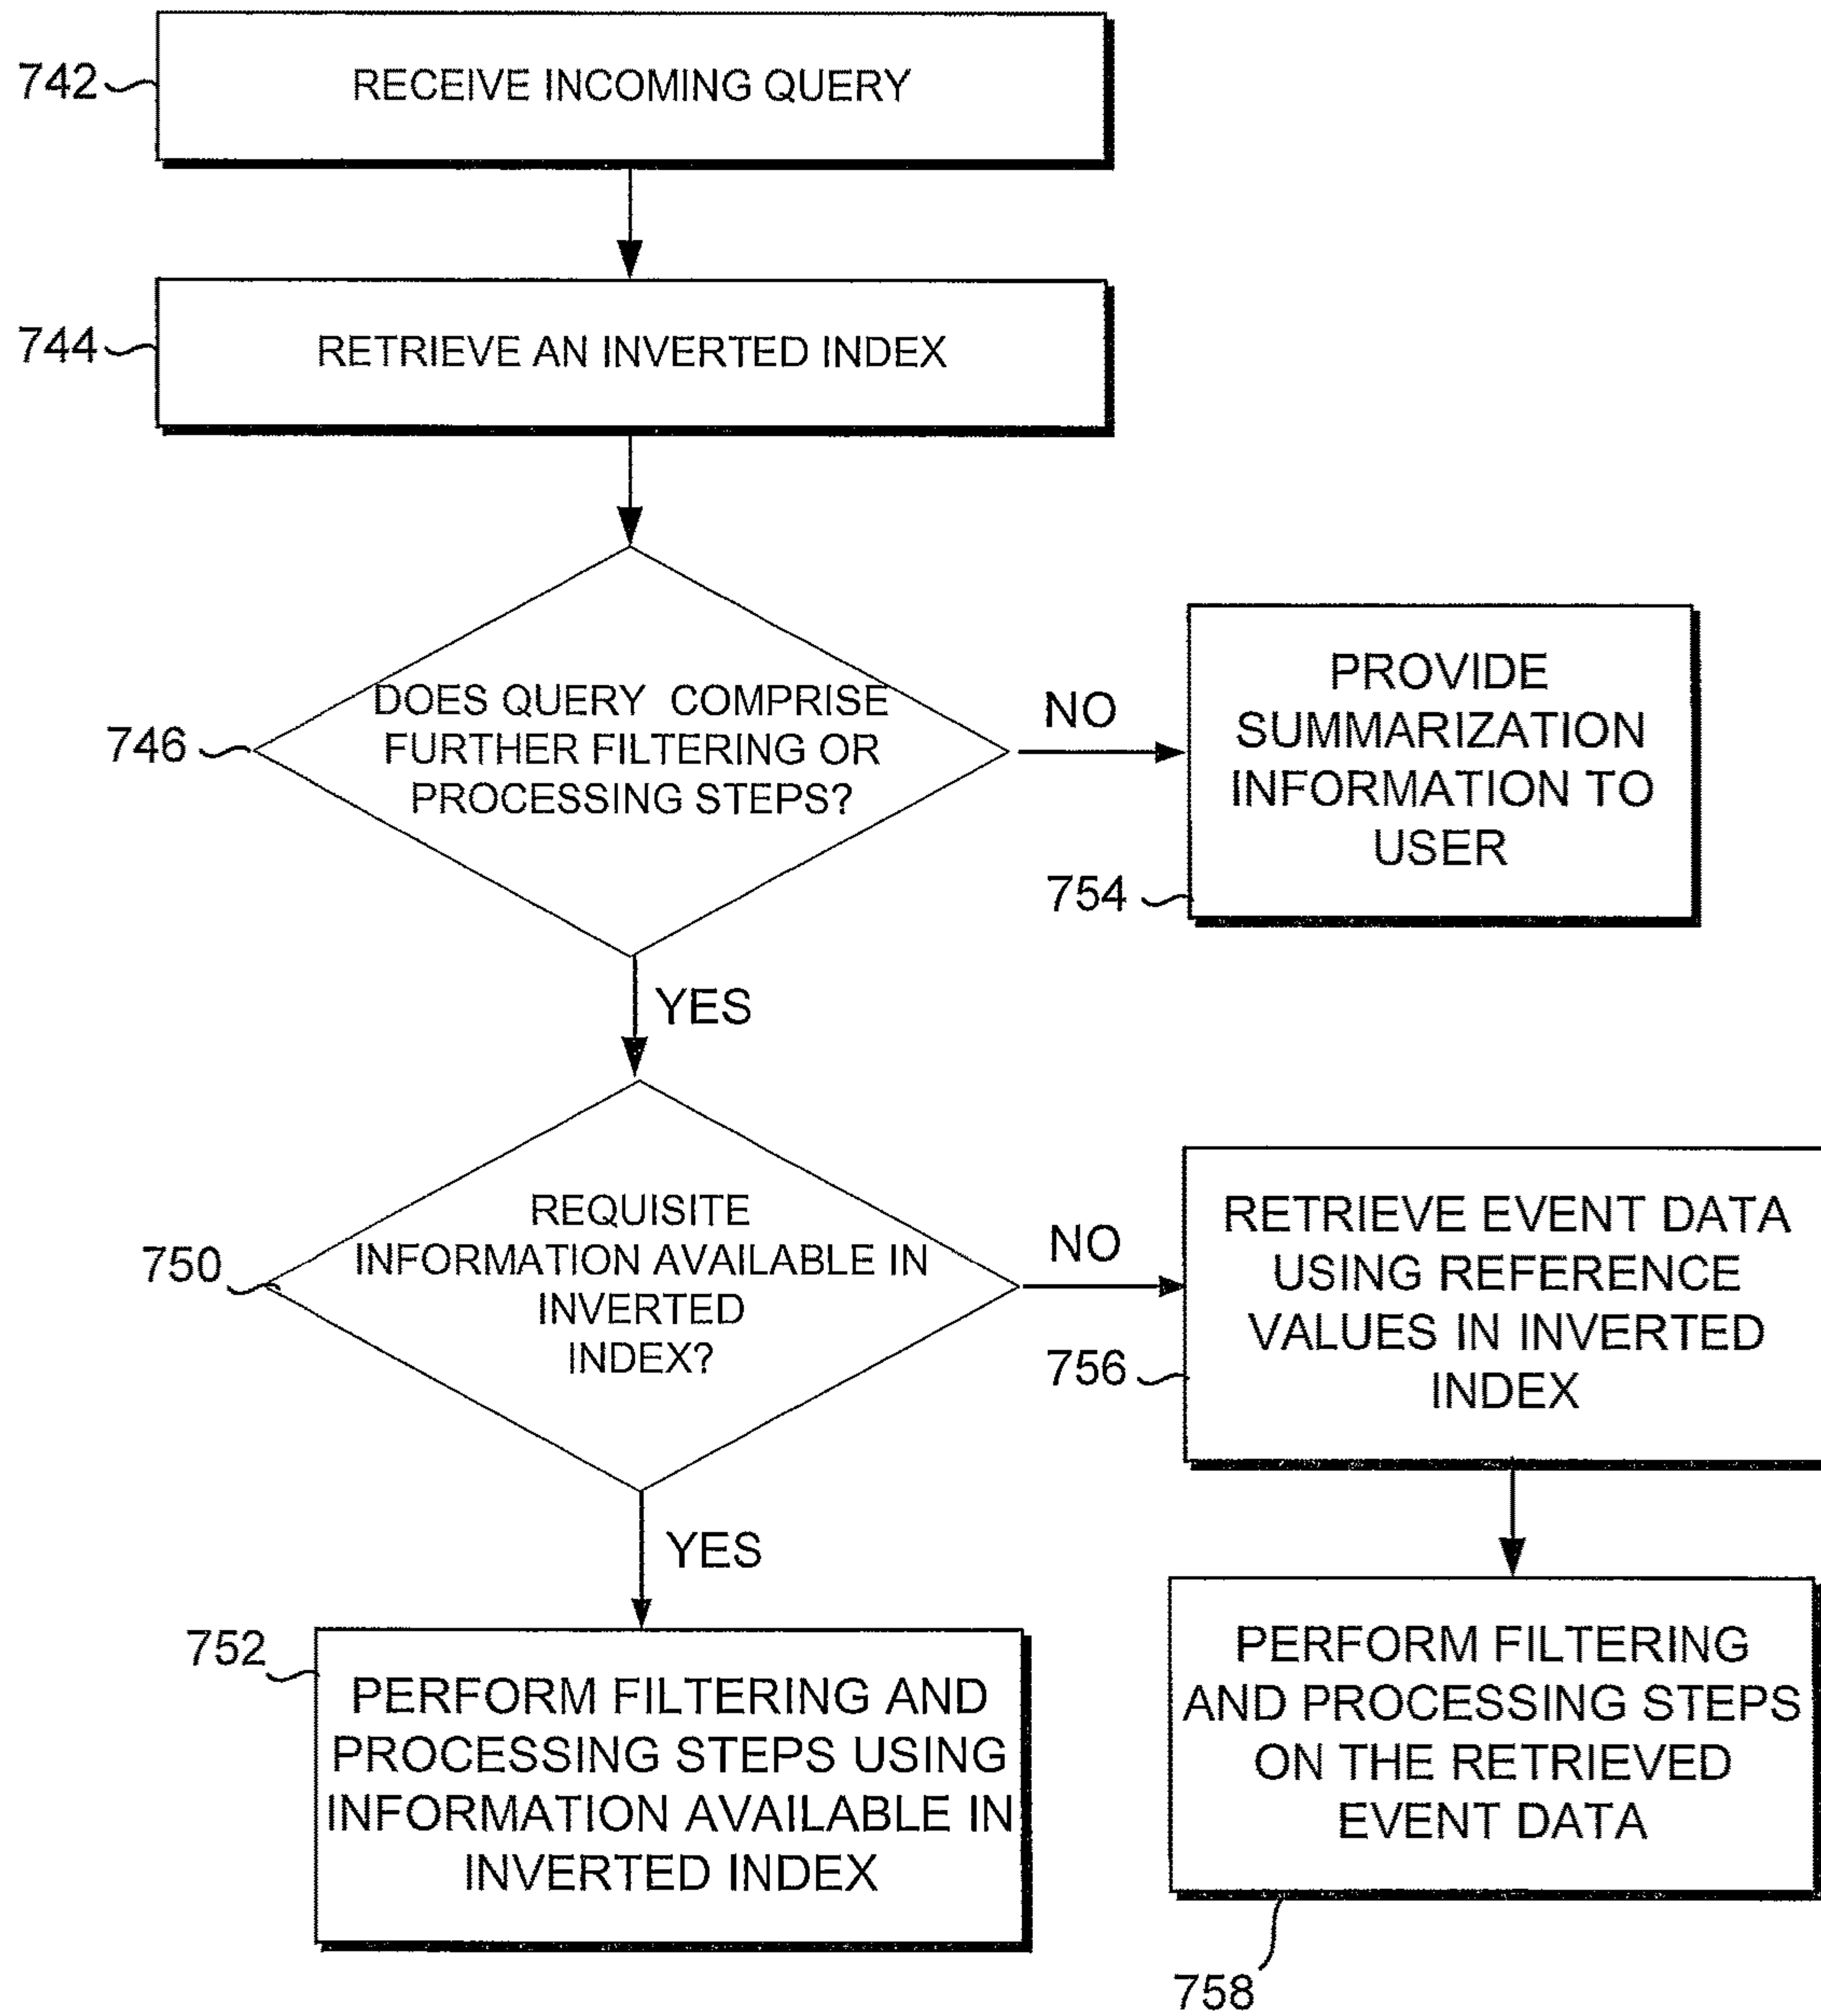 742
RECEIVE INCOMING QUERY
744
RETRIEVE AN INVERTED INDEX
746
DOES QUERY COMPRISE
FURTHER FILTERING OR
PROCESSING STEPS?
NO
PROVIDE
SUMMARIZATION
INFORMATION TO
USER
754
YES
750
REQUISITE
INFORMATION AVAILABLE IN
INVERTED
INDEX?
NO
RETRIEVE EVENT DATA
USING REFERENCE
VALUES IN INVERTED
INDEX
756
YES
752
PERFORM FILTERING AND
PROCESSING STEPS USING
INFORMATION AVAILABLE IN
INVERTED INDEX
PERFORM FILTERING
AND PROCESSING STEPS
ON THE RETRIEVED
EVENT DATA
758